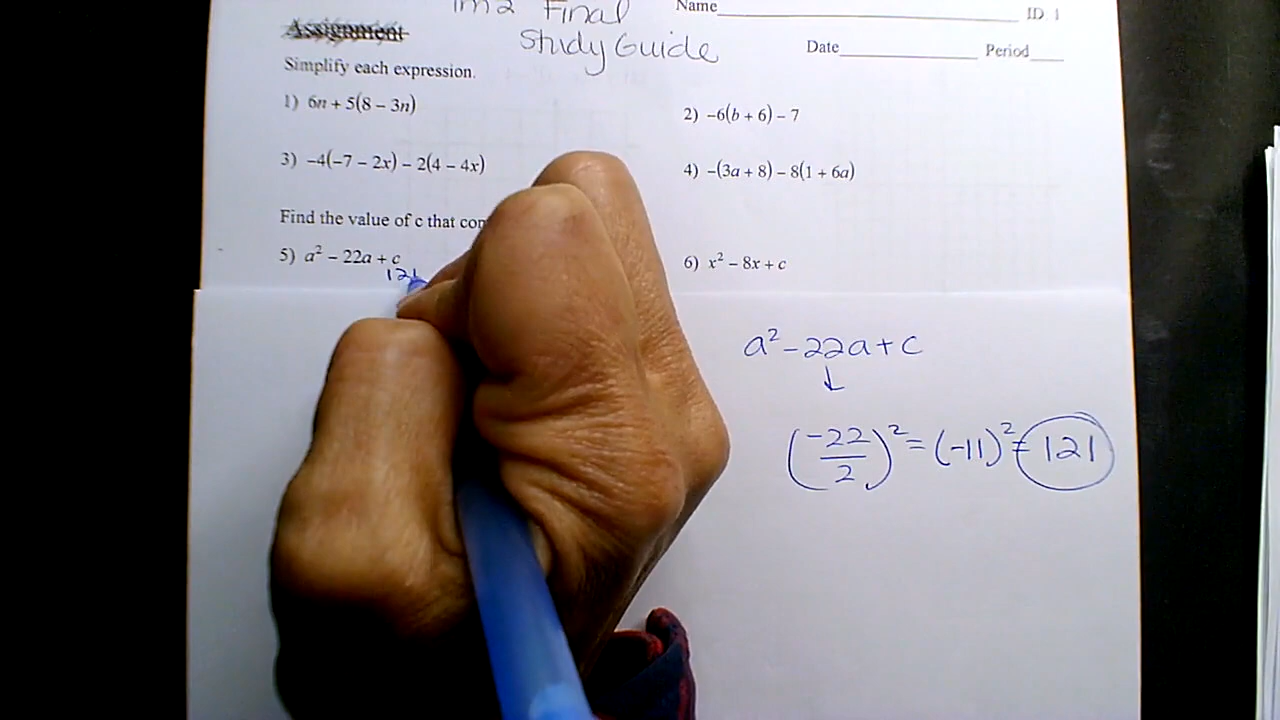 Assignment
IM2 Final
Study Guide
Name
ID: 1
Date
Period
Simplify each expression.
1) 6n + 5(8 − 3n)
2) −6(b + 6) − 7
3) −4(−7 − 2x) − 2(4 − 4x)
4) −(3a + 8) − 8(1 + 6a)
Find the value of c that
5) a² − 22a + c
121
6) x² − 8x + c
a² − 22a + c
↓
(−22/2)² = (−11)² = 121